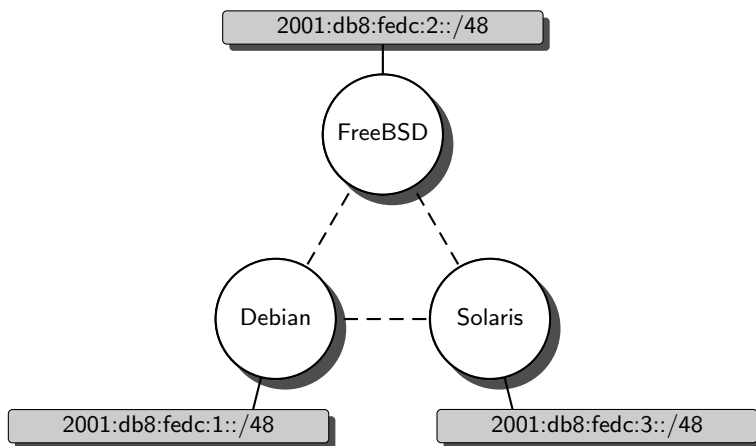 2001:db8:fedc:2::/48
FreeBSD
Debian
Solaris
2001:db8:fedc:1::/48
2001:db8:fedc:3::/48